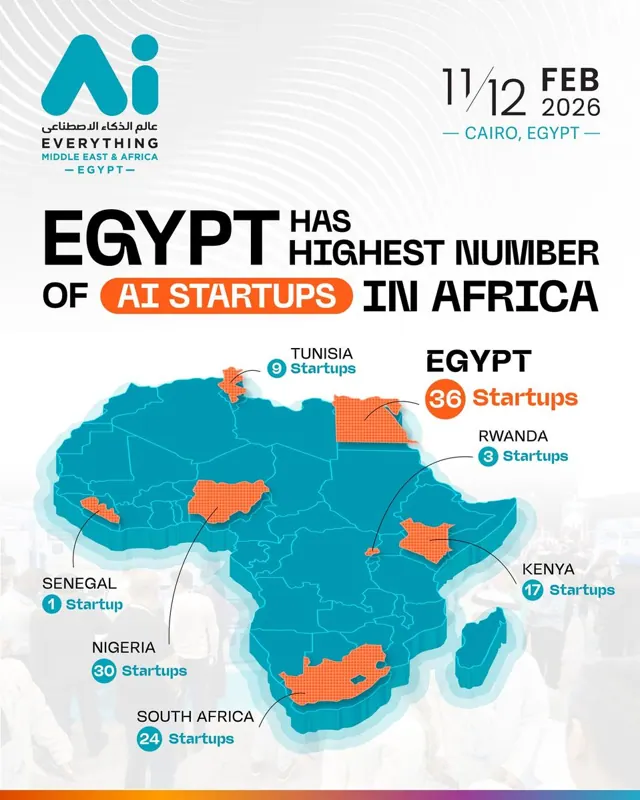 Ai
عالم الذكاء الاصطناعي
EVERYTHING
MIDDLE EAST & AFRICA
— EGYPT —
11/12 FEB
2026
— CAIRO, EGYPT —
EGYPT HAS
HIGHEST NUMBER
OF AI STARTUPS IN AFRICA
TUNISIA
9 Startups
EGYPT
36 Startups
RWANDA
3 Startups
KENYA
17 Startups
SENEGAL
1 Startup
NIGERIA
30 Startups
SOUTH AFRICA
24 Startups